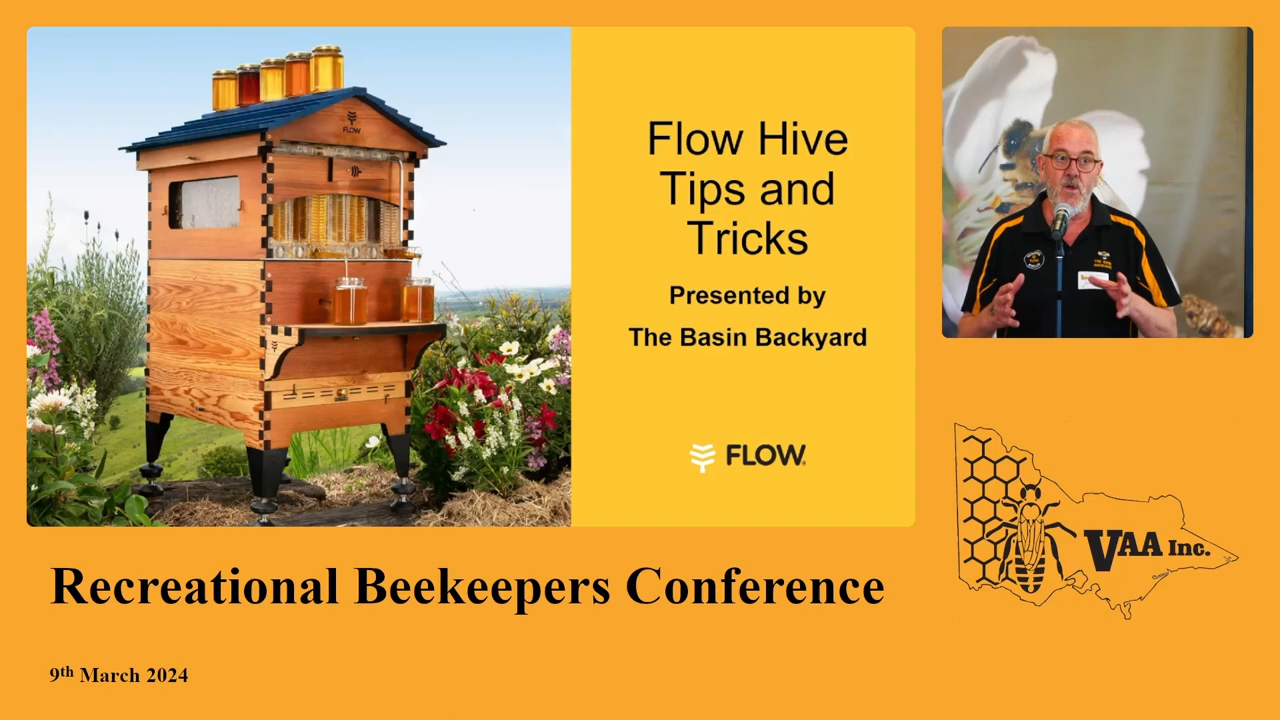 FLOW
Flow Hive
Tips and
Tricks
Presented by
The Basin Backyard
FLOW
VAA Inc.
Recreational Beekeepers Conference
9th March 2024